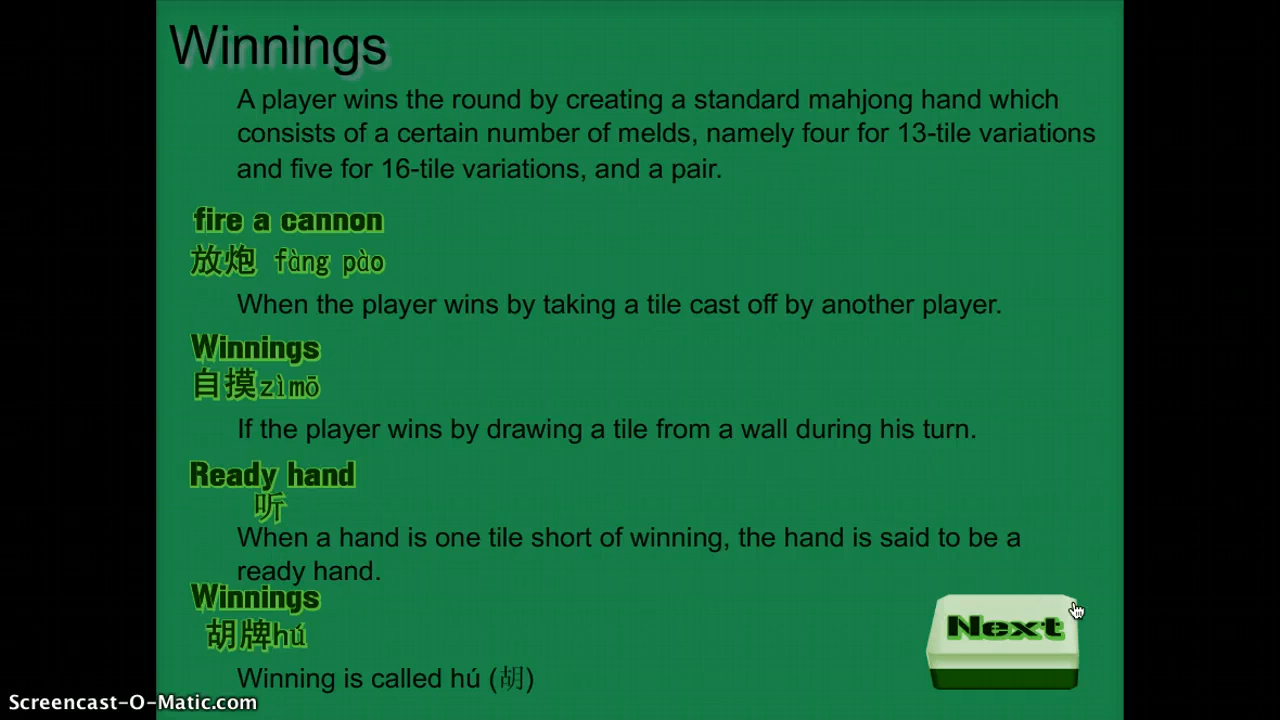 Winnings
A player wins the round by creating a standard mahjong hand which
consists of a certain number of melds, namely four for 13-tile variations
and five for 16-tile variations, and a pair.
fire a cannon
放炮 fàng pào
When the player wins by taking a tile cast off by another player.
Winnings
自摸zìmō
If the player wins by drawing a tile from a wall during his turn.
Ready hand
听
When a hand is one tile short of winning, the hand is said to be a
ready hand.
Winnings
胡牌hú
Winning is called hú (胡)
Next
Screencast-O-Matic.com